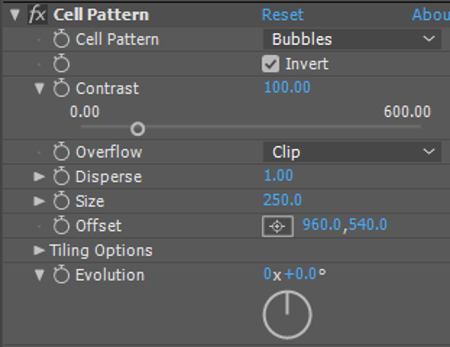 fx Cell Pattern Reset Abou
Cell Pattern Bubbles
Invert
Contrast 100.00
0.00 600.00
Overflow Clip
Disperse 1.00
Size 250.0
Offset 960.0,540.0
Tiling Options
Evolution 0x+0.0°